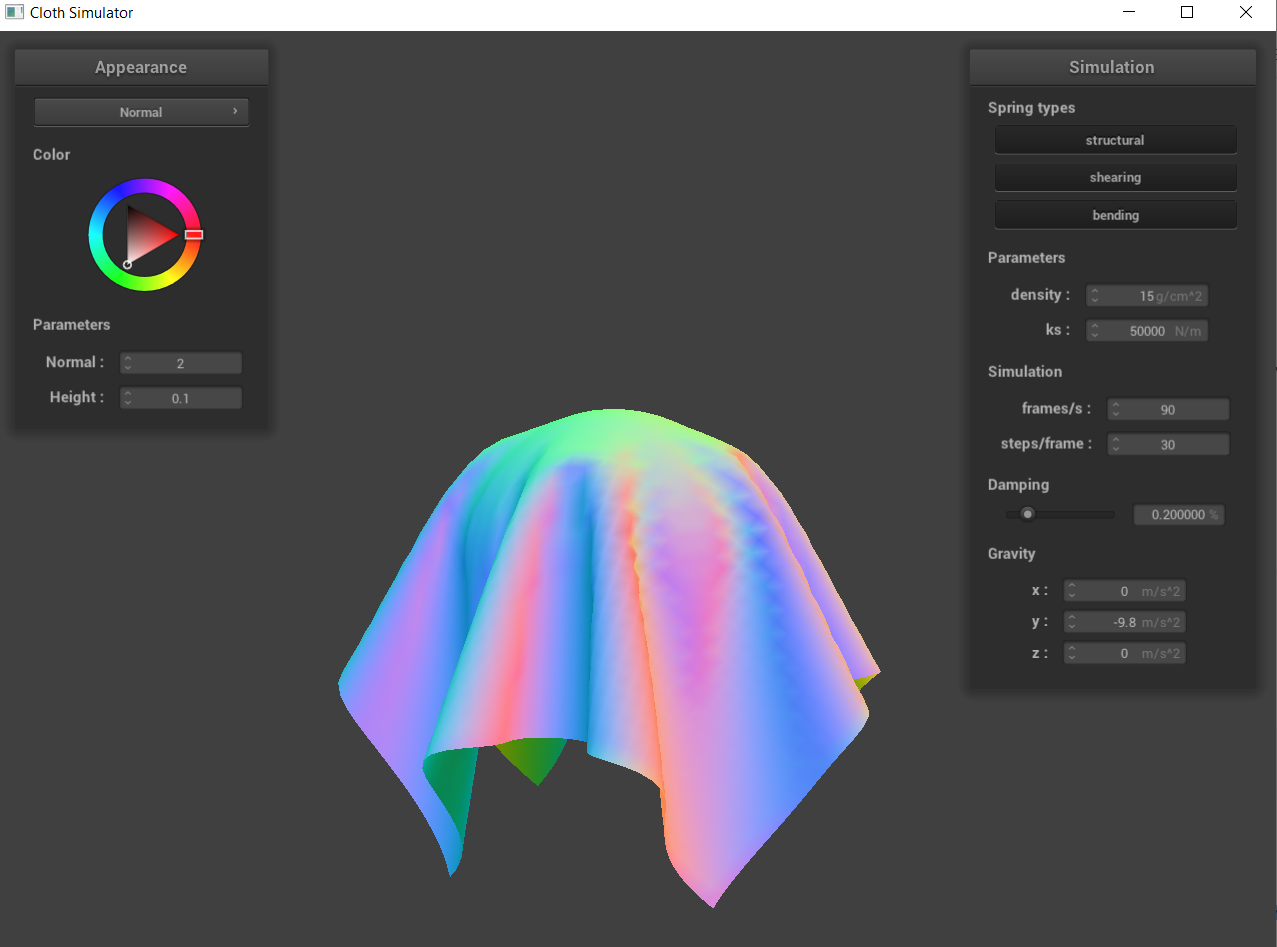 Cloth Simulator
Appearance
Normal
Color
Parameters
Normal :
2
Height :
0.1
Simulation
Spring types
structural
shearing
bending
Parameters
density :
15 g/cm^2
ks :
50000 N/m
Simulation
frames/s :
90
steps/frame :
30
Damping
0.200000 %
Gravity
x :
0 m/s^2
y :
-9.8 m/s^2
z :
0 m/s^2